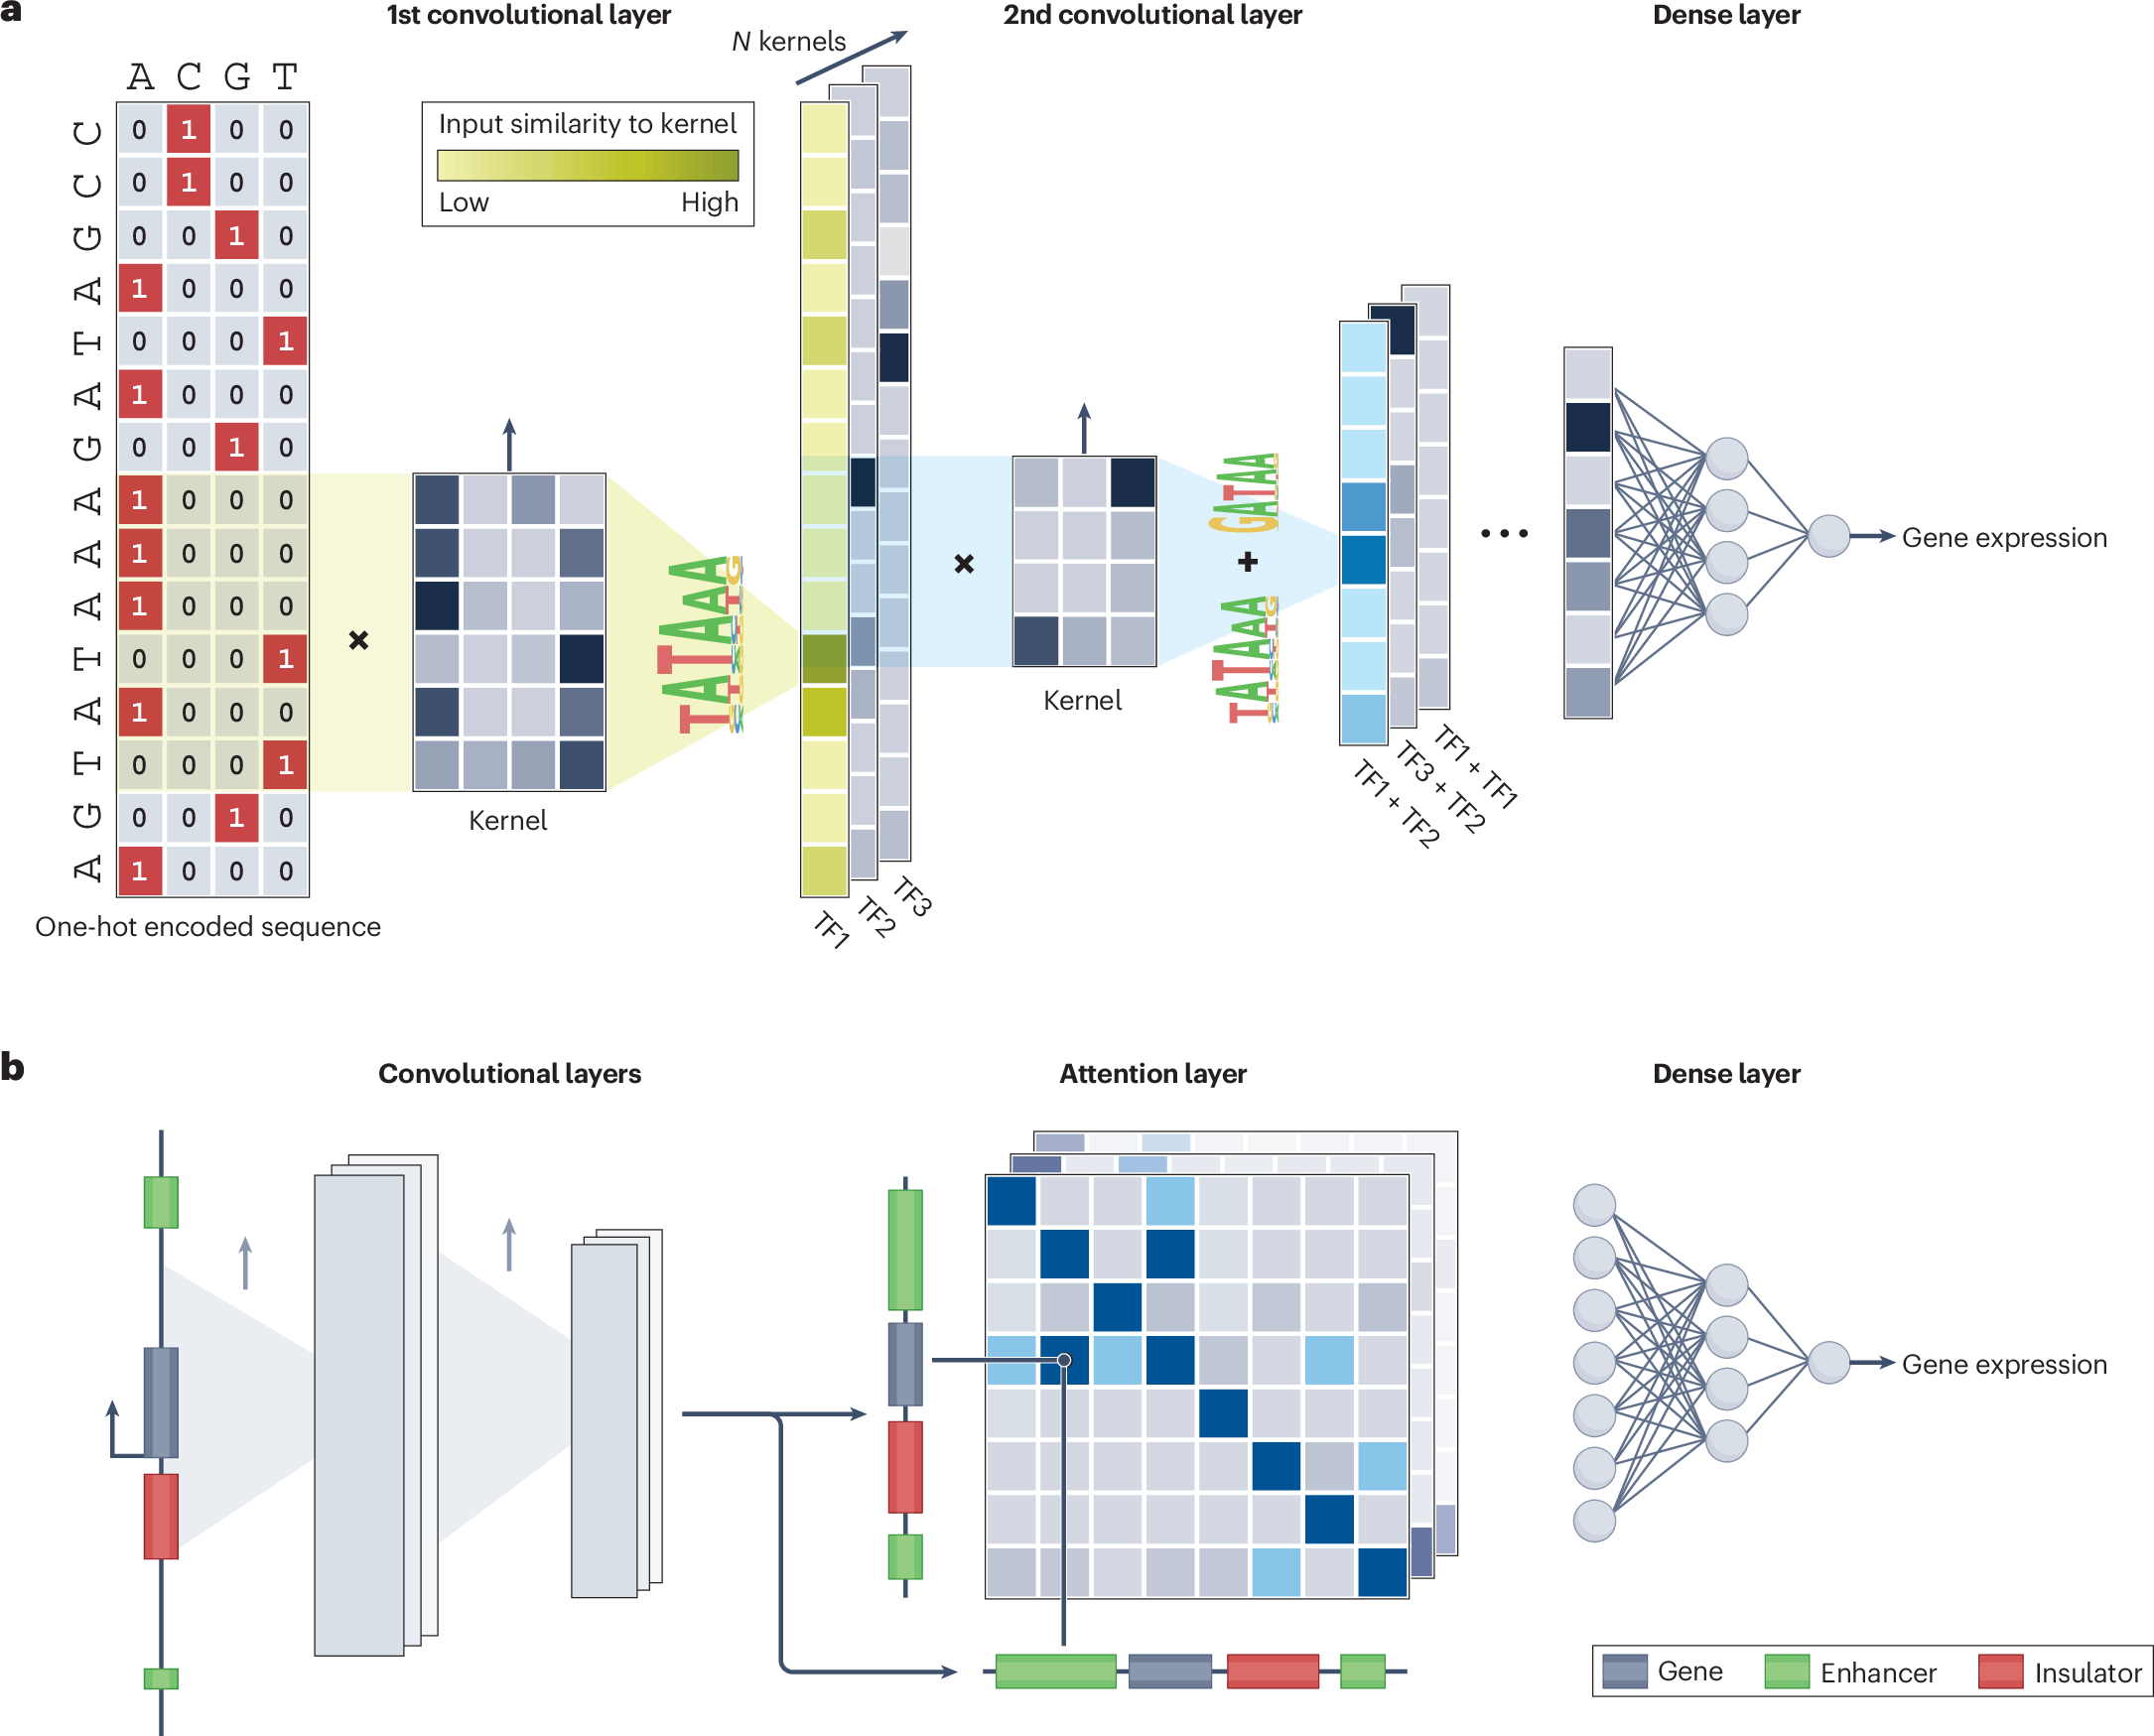 a
1st convolutional layer
2nd convolutional layer
Dense layer
N kernels
A C G T
C 0 1 0 0
C 0 1 0 0
G 0 0 1 0
A 1 0 0 0
T 0 0 0 1
A 1 0 0 0
G 0 0 1 0
A 1 0 0 0
A 1 0 0 0
A 1 0 0 0
T 0 0 0 1
A 1 0 0 0
T 0 0 0 1
G 0 0 1 0
A 1 0 0 0
One-hot encoded sequence
Input similarity to kernel
Low High
Kernel
TATAAA
TF1
TF2
TF3
Kernel
GATAA
+
TATAAA
TF1 + TF2
TF3 + TF2
TF1 + TF1
Gene expression
b
Convolutional layers
Attention layer
Dense layer
Gene expression
Gene
Enhancer
Insulator